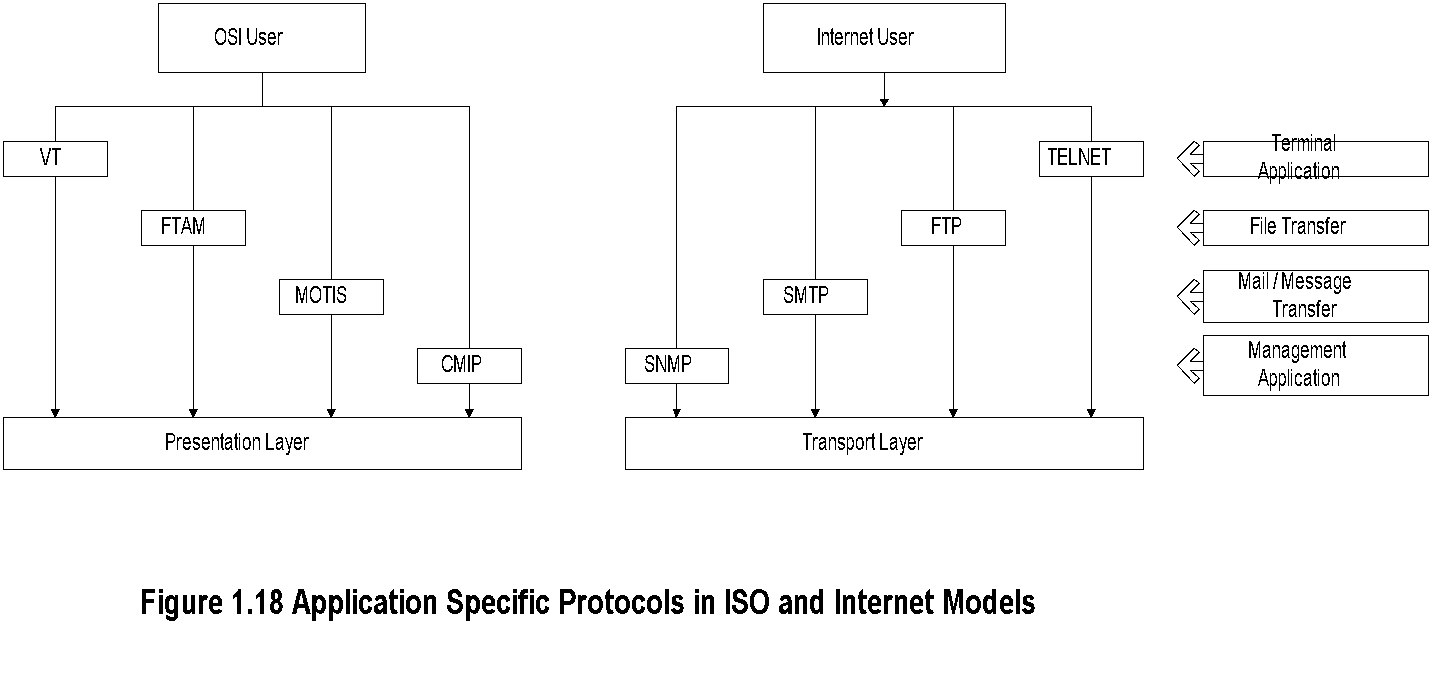 OSI User
Internet User
VT
TELNET
Terminal
Application
FTAM
FTP
File Transfer
MOTIS
SMTP
Mail / Message
Transfer
CMIP
SNMP
Management
Application
Presentation Layer
Transport Layer
Figure 1.18 Application Specific Protocols in ISO and Internet Models